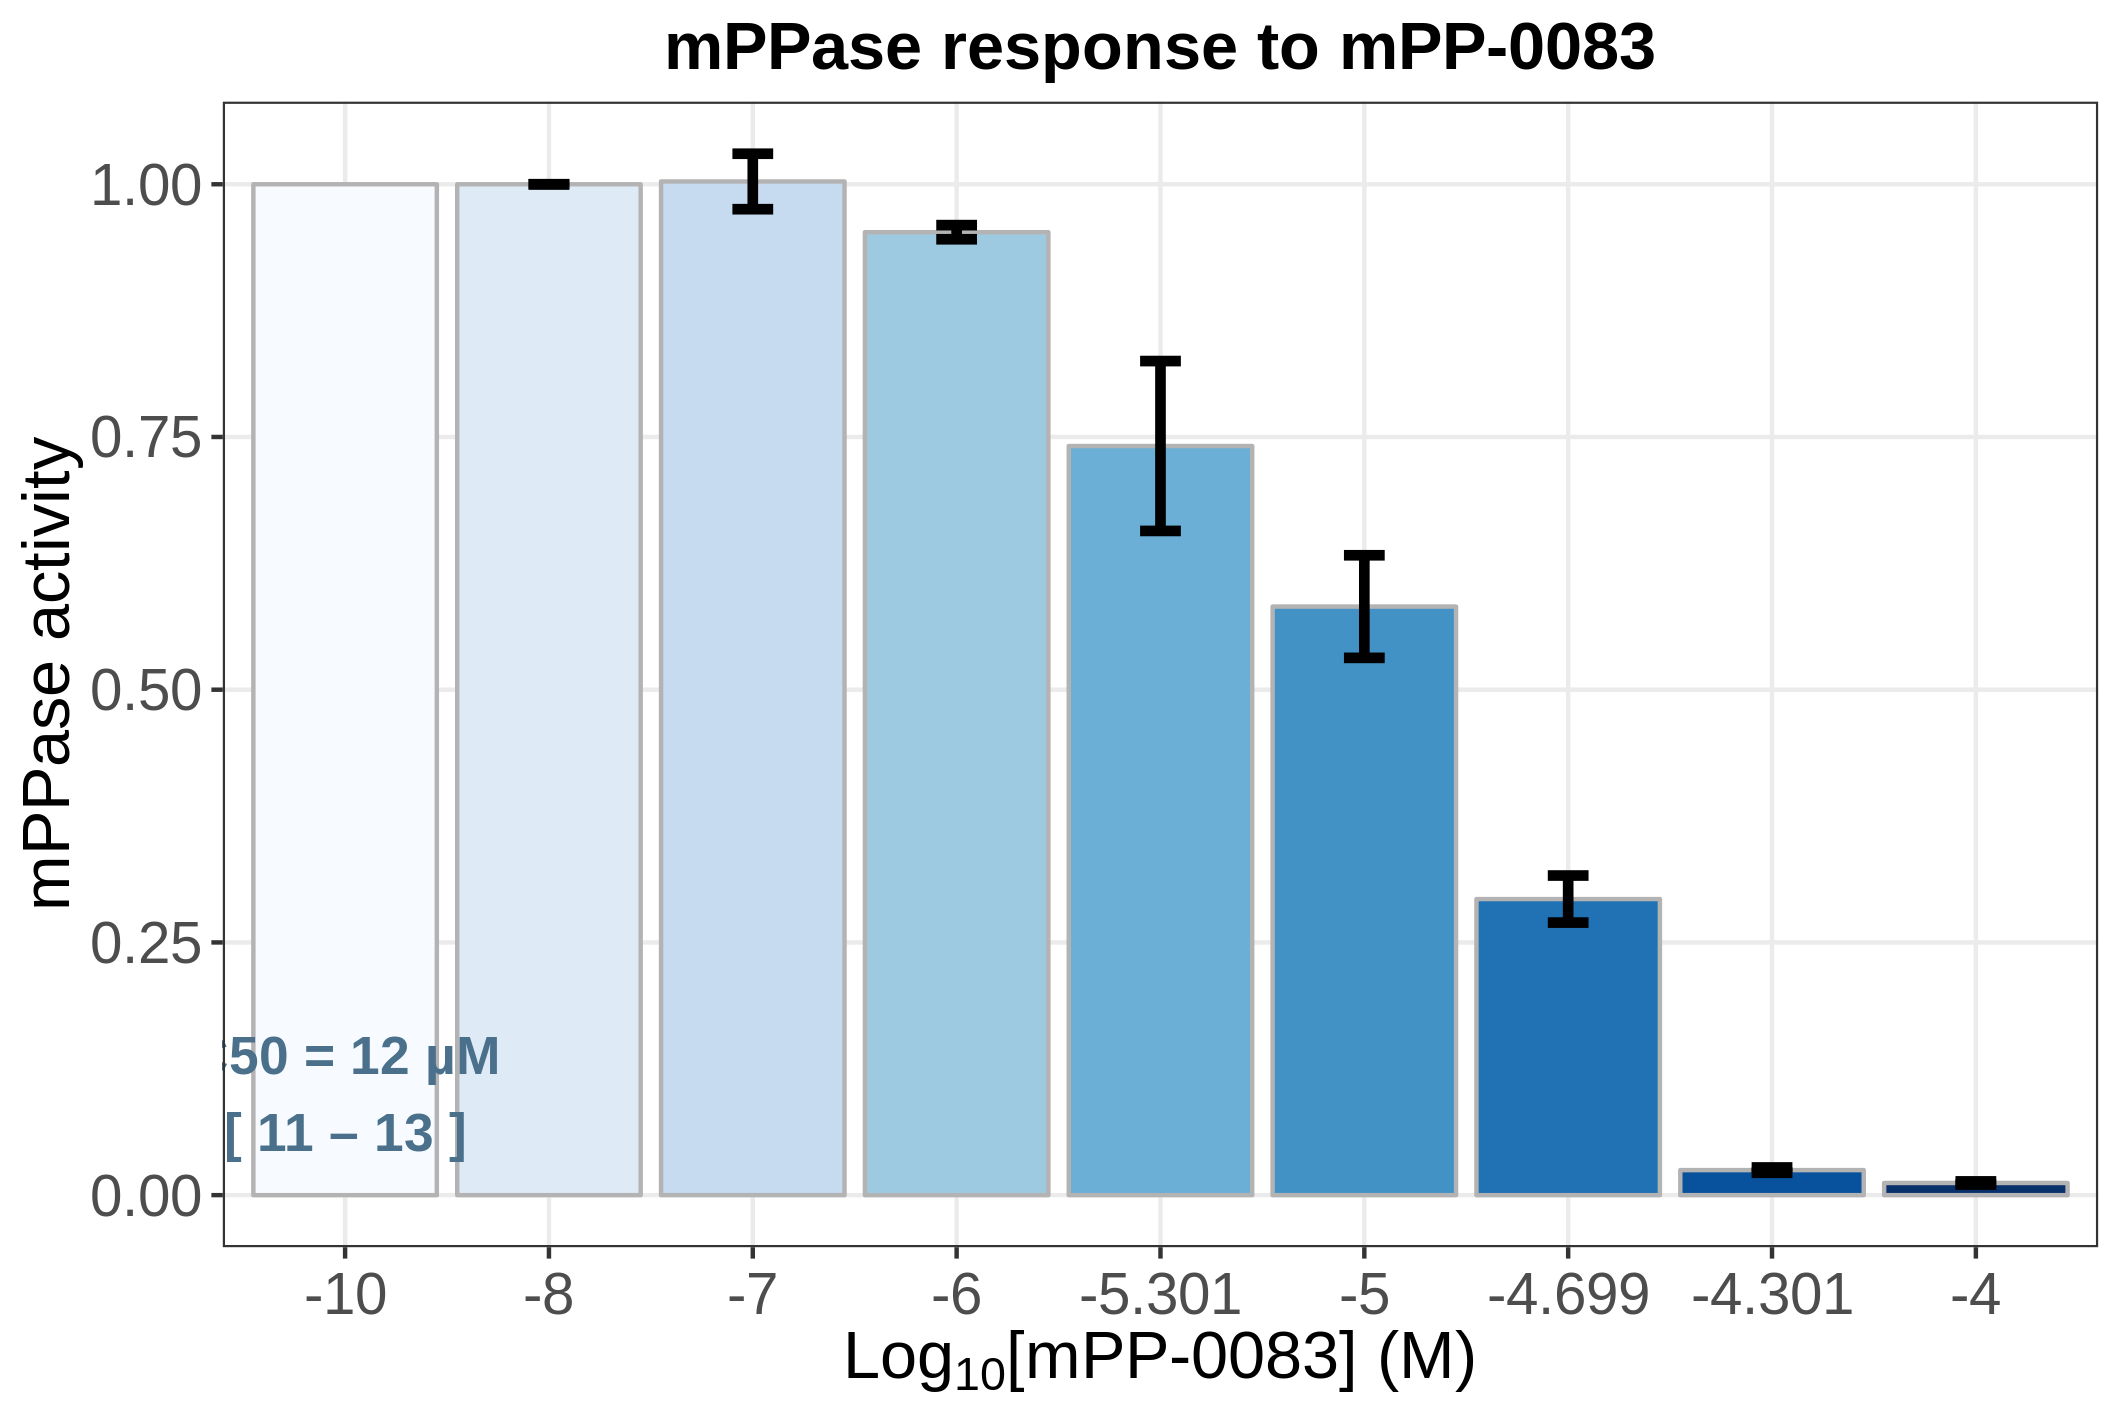 mPPase response to mPP-0083
mPPase activity
1.00
0.75
0.50
0.25
0.00
50 = 12 µM
[ 11 – 13 ]
-10 -8 -7 -6 -5.301 -5 -4.699 -4.301 -4
Log₁₀[mPP-0083] (M)